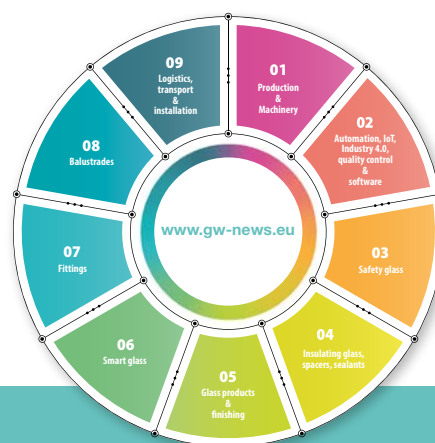 01
Production
&
Machinery
02
Automation, IoT,
Industry 4.0,
quality control
&
software
03
Safety glass
04
Insulating glass,
spacers, sealants
05
Glass products
&
finishing
06
Smart glass
07
Fittings
08
Balustrades
09
Logistics,
transport
&
installation
www.gw-news.eu